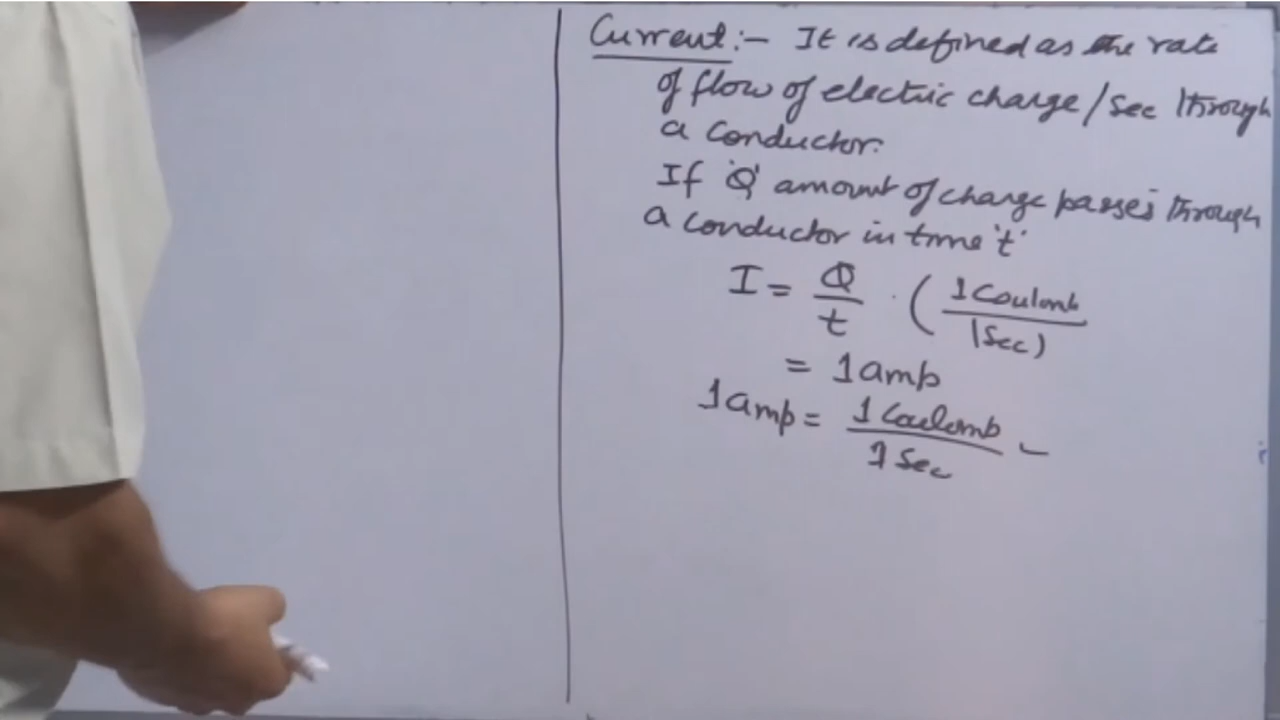 Current :- It is defined as the rate
of flow of electric charge/sec through
a conductor.
If 'Q' amount of charge passes through
a conductor in time 't'
I = Q/t . (1 Coulomb/1 Sec)
= 1 amp
1 amp = 1 Coulomb/1 Sec